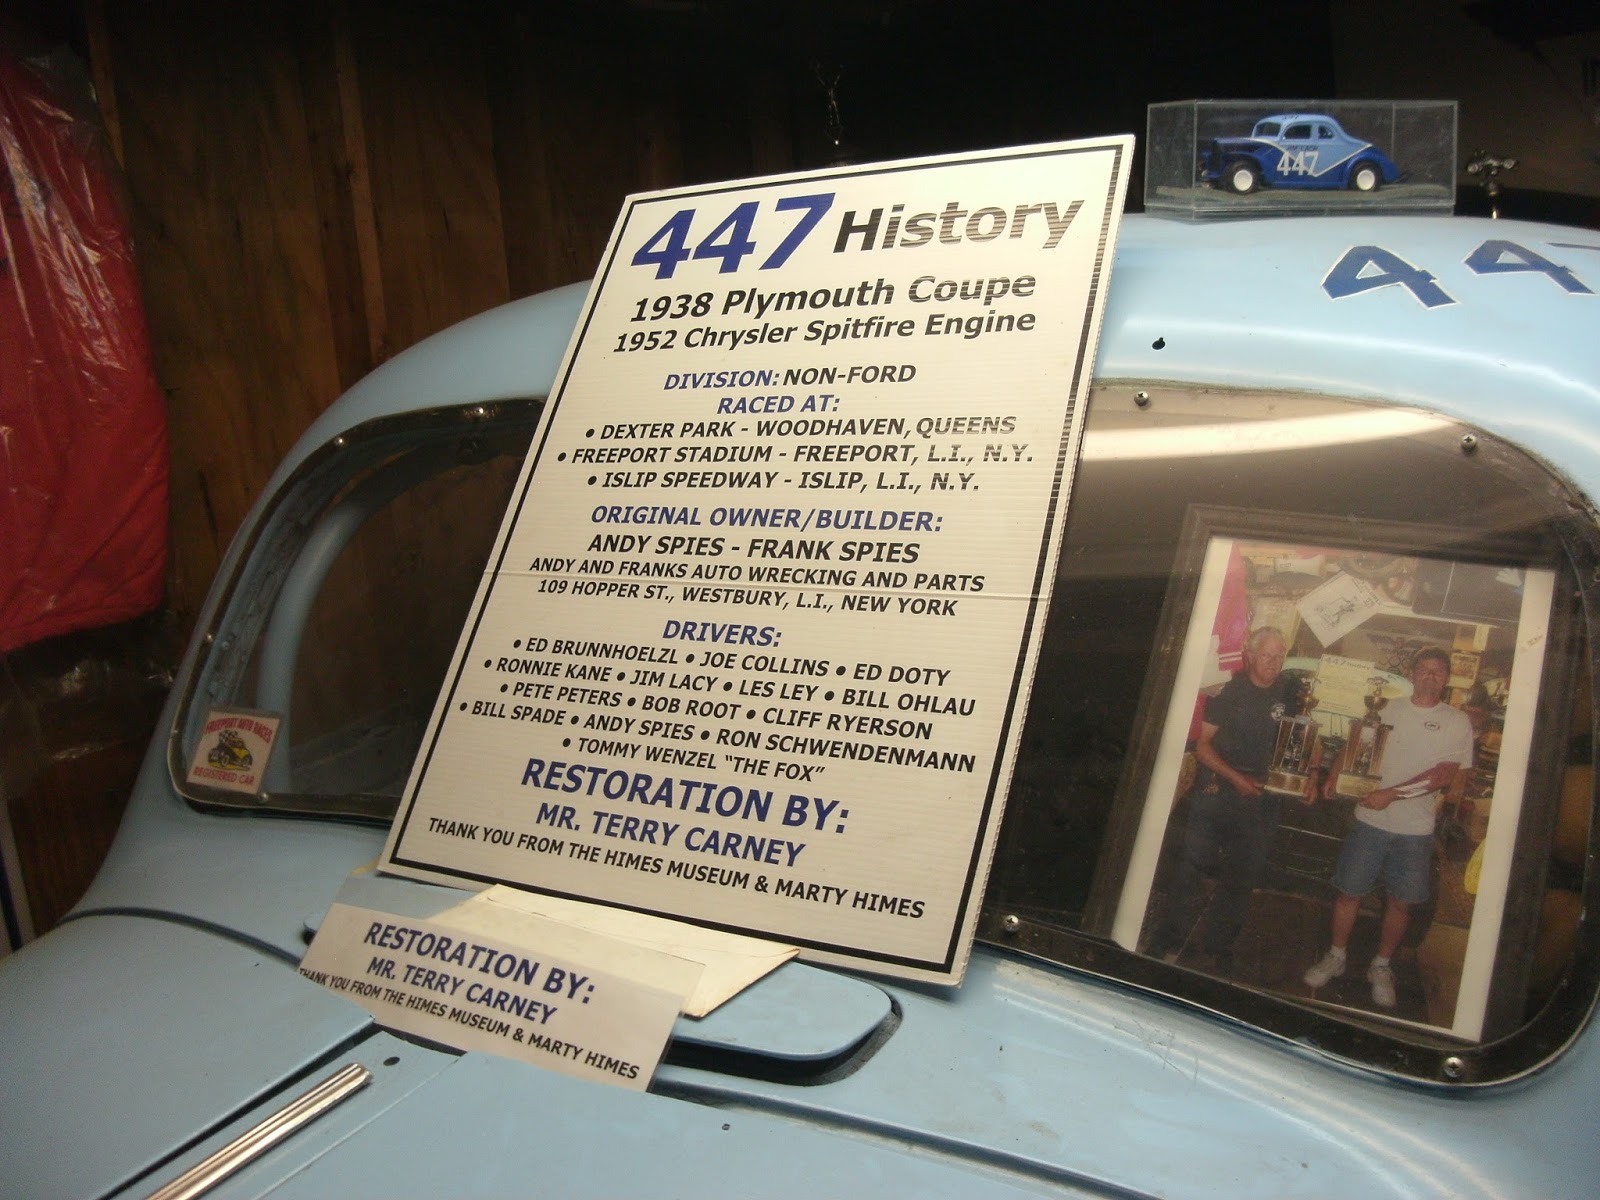 447 History
1938 Plymouth Coupe
1952 Chrysler Spitfire Engine
DIVISION: NON-FORD
RACED AT:
• DEXTER PARK - WOODHAVEN, QUEENS
• FREEPORT STADIUM - FREEPORT, L.I., N.Y.
• ISLIP SPEEDWAY - ISLIP, L.I., N.Y.
ORIGINAL OWNER/BUILDER:
ANDY SPIES - FRANK SPIES
ANDY AND FRANKS AUTO WRECKING AND PARTS
109 HOPPER ST., WESTBURY, L.I., NEW YORK
DRIVERS:
• ED BRUNNHOELZL • JOE COLLINS • ED DOTY
• RONNIE KANE • JIM LACY • LES LEY • BILL OHLAU
• PETE PETERS • BOB ROOT • CLIFF RYERSON
• BILL SPADE • ANDY SPIES • RON SCHWENDENMANN
• TOMMY WENZEL "THE FOX"
RESTORATION BY:
MR. TERRY CARNEY
THANK YOU FROM THE HIMES MUSEUM & MARTY HIMES
RESTORATION BY:
MR. TERRY CARNEY
THANK YOU FROM THE HIMES MUSEUM & MARTY HIMES
447
447
FREEPORT AUTO RACES
REGISTERED CAR